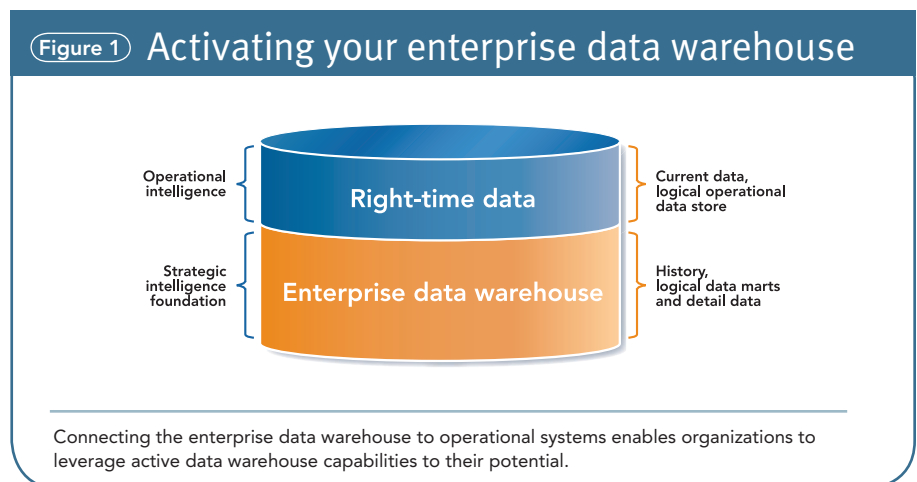 Figure 1 Activating your enterprise data warehouse
Operational
intelligence
Right-time data
Current data,
logical operational
data store
Strategic
intelligence
foundation
Enterprise data warehouse
History,
logical data marts
and detail data
Connecting the enterprise data warehouse to operational systems enables organizations to
leverage active data warehouse capabilities to their potential.